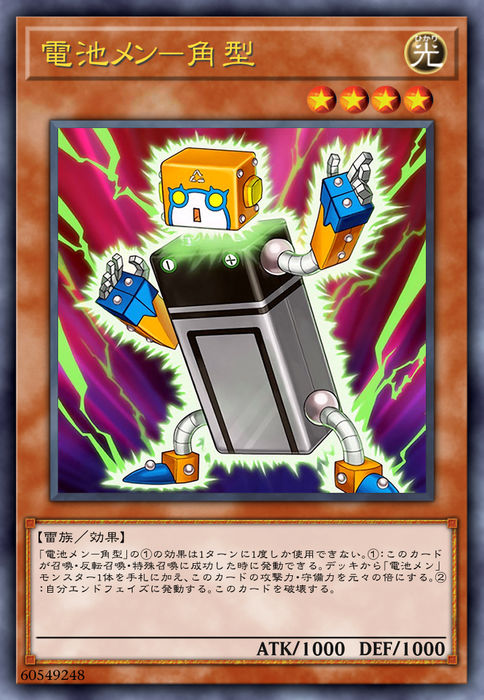 電池メン－角型
ひかり
光
【雷族／効果】
「電池メン－角型」の①の効果は1ターンに1度しか使用できない。①：このカード
が召喚・反転召喚・特殊召喚に成功した時に発動できる。デッキから「電池メン」
モンスター1体を手札に加え、このカードの攻撃力・守備力を元々の倍にする。②
：自分エンドフェイズに発動する。このカードを破壊する。
ATK/1000 DEF/1000
60549248